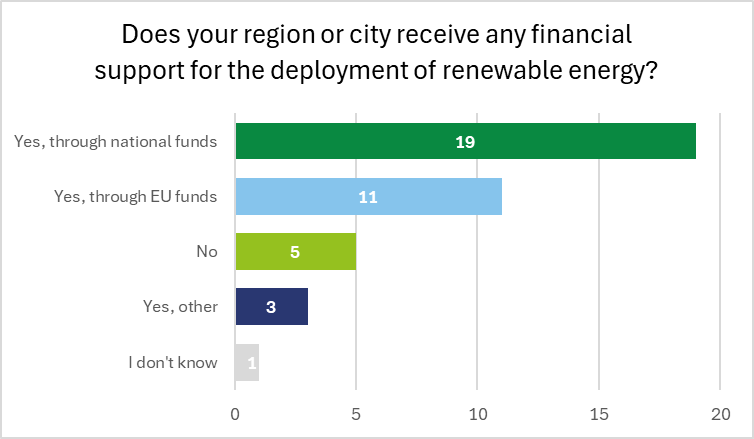 Does your region or city receive any financial
support for the deployment of renewable energy?
Yes, through national funds
19
Yes, through EU funds
11
No
5
Yes, other
3
I don't know
1
0
5
10
15
20